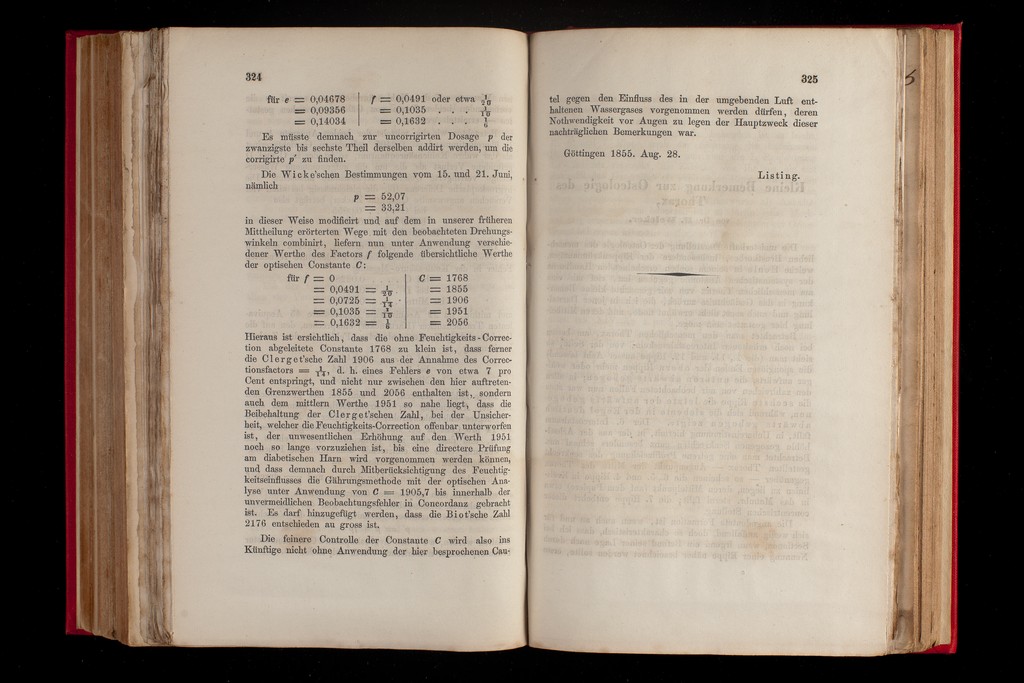 324
für e = 0,04678 | f = 0,0491 oder etwa 1/20
= 0,09356 | = 0,1035 . . . 1/10
= 0,14034 | = 0,1632 . . . 1/6
Es müsste demnach zur uncorrigirten Dosage p der
zwanzigste bis sechste Theil derselben addirt werden, um die
corrigirte p' zu finden.
Die Wicke'schen Bestimmungen vom 15. und 21. Juni,
nämlich
p = 52,07
= 33,21
in dieser Weise modificirt und auf dem in unserer früheren
Mittheilung erörterten Wege mit den beobachteten Drehungs-
winkeln combinirt, liefern nun unter Anwendung verschie-
dener Werthe des Factors f folgende übersichtliche Werthe
der optischen Constante C:
für f = 0 | C = 1768
= 0,0491 = 1/20 | = 1855
= 0,0725 = 1/14 | = 1906
= 0,1035 = 1/10 | = 1951
= 0,1632 = 1/6 | = 2056
Hieraus ist ersichtlich, dass die ohne Feuchtigkeits-Correc-
tion abgeleitete Constante 1768 zu klein ist, dass ferner
die Clerget'sche Zahl 1906 aus der Annahme des Correc-
tionsfactors = 1/14, d. h. eines Fehlers e von etwa 7 pro
Cent entspringt, und nicht nur zwischen den hier auftreten-
den Grenzwerthen 1855 und 2056 enthalten ist, sondern
auch dem mittlern Werthe 1951 so nahe liegt, dass die
Beibehaltung der Clerget'schen Zahl, bei der Unsicher-
heit, welcher die Feuchtigkeits-Correction offenbar unterworfen
ist, der unwesentlichen Erhöhung auf den Werth 1951
noch so lange vorzuziehen ist, bis eine directere Prüfung
am diabetischen Harn wird vorgenommen werden können,
und dass demnach durch Mitberücksichtigung des Feuchtig-
keitseinflusses die Gährungsmethode mit der optischen Ana-
lyse unter Anwendung von C = 1905,7 bis innerhalb der
unvermeidlichen Beobachtungsfehler in Concordanz gebracht
ist. Es darf hinzugefügt werden, dass die Biot'sche Zahl
2176 entschieden au gross ist.
Die feinere Controlle der Constante C wird also ins
Künftige nicht ohne Anwendung der hier besprochenen Cau-
325
tel gegen den Einfluss des in der umgebenden Luft ent-
haltenen Wassergases vorgenommen werden dürfen, deren
Nothwendigkeit vor Augen zu legen der Hauptzweck dieser
nachträglichen Bemerkungen war.
Göttingen 1855. Aug. 28.
Listing.